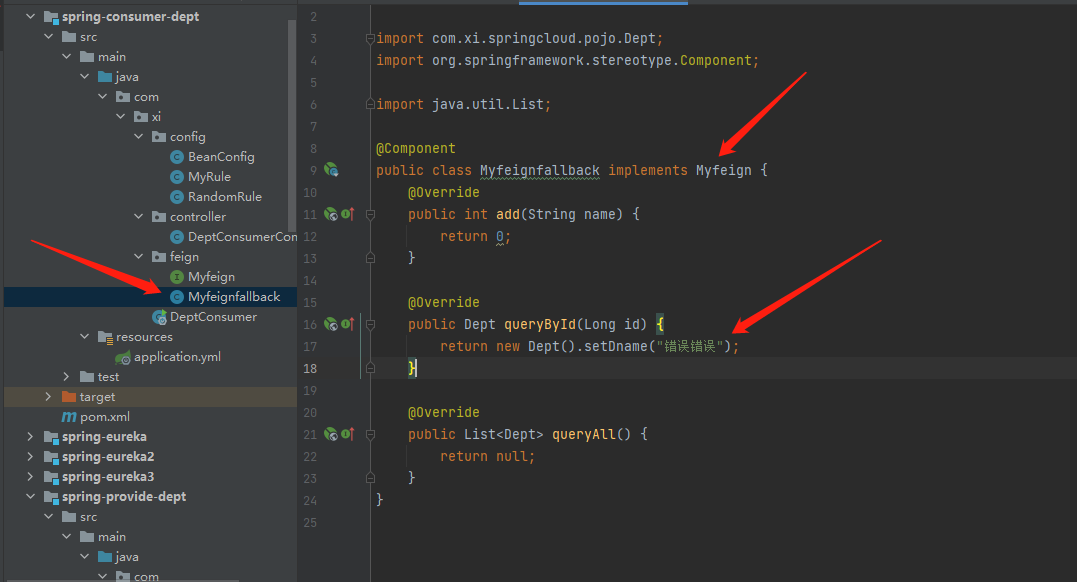 spring-consumer-dept
src
main
java
com
xi
config
BeanConfig
MyRule
RandomRule
controller
DeptConsumerCon
feign
Myfeign
Myfeignfallback
DeptConsumer
resources
application.yml
test
target
pom.xml
spring-eureka
spring-eureka2
spring-eureka3
spring-provide-dept
src
main
java
com
2
3 import com.xi.springcloud.pojo.Dept;
4 import org.springframework.stereotype.Component;
5
6 import java.util.List;
7
8 @Component
9 public class Myfeignfallback implements Myfeign {
10 @Override
11 public int add(String name) {
12 return 0;
13 }
14
15 @Override
16 public Dept queryById(Long id) {
17 return new Dept().setDname("错误错误");
18 }
19
20 @Override
21 public List<Dept> queryAll() {
22 return null;
23 }
24 }
25